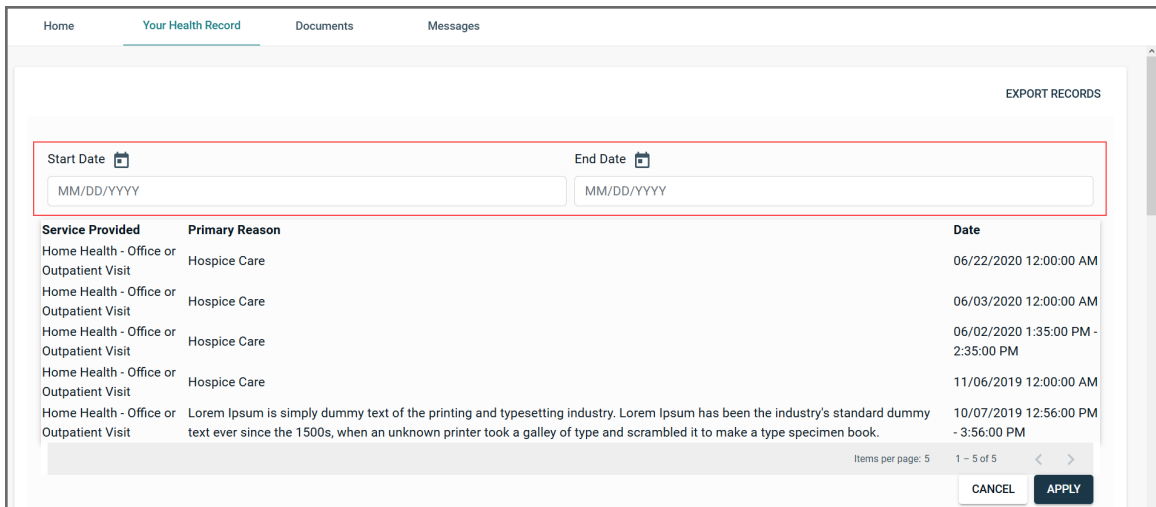 Home Your Health Record Documents Messages
EXPORT RECORDS
Start Date End Date
MM/DD/YYYY MM/DD/YYYY
Service Provided Primary Reason Date
Home Health - Office or
Outpatient Visit
Hospice Care
06/22/2020 12:00:00 AM
Home Health - Office or
Outpatient Visit
Hospice Care
06/03/2020 12:00:00 AM
Home Health - Office or
Outpatient Visit
Hospice Care
06/02/2020 1:35:00 PM -
2:35:00 PM
Home Health - Office or
Outpatient Visit
Hospice Care
11/06/2019 12:00:00 AM
Home Health - Office or
Outpatient Visit
Lorem Ipsum is simply dummy text of the printing and typesetting industry. Lorem Ipsum has been the industry's standard dummy
text ever since the 1500s, when an unknown printer took a galley of type and scrambled it to make a type specimen book.
10/07/2019 12:56:00 PM
- 3:56:00 PM
Items per page: 5 1 – 5 of 5
CANCEL APPLY